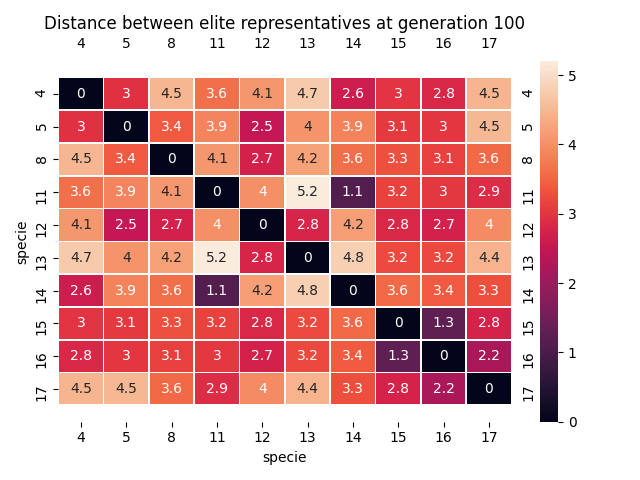 Distance between elite representatives at generation 100
4 5 8 11 12 13 14 15 16 17
4 0 3 4.5 3.6 4.1 4.7 2.6 3 2.8 4.5 4
5 3 0 3.4 3.9 2.5 4 3.9 3.1 3 4.5 5
8 4.5 3.4 0 4.1 2.7 4.2 3.6 3.3 3.1 3.6 8
11 3.6 3.9 4.1 0 4 5.2 1.1 3.2 3 2.9 11
12 4.1 2.5 2.7 4 0 2.8 4.2 2.8 2.7 4 12
13 4.7 4 4.2 5.2 2.8 0 4.8 3.2 3.2 4.4 13
14 2.6 3.9 3.6 1.1 4.2 4.8 0 3.6 3.4 3.3 14
15 3 3.1 3.3 3.2 2.8 3.2 3.6 0 1.3 2.8 15
16 2.8 3 3.1 3 2.7 3.2 3.4 1.3 0 2.2 16
17 4.5 4.5 3.6 2.9 4 4.4 3.3 2.8 2.2 0 17
4 5 8 11 12 13 14 15 16 17
specie
specie
5
4
3
2
1
0